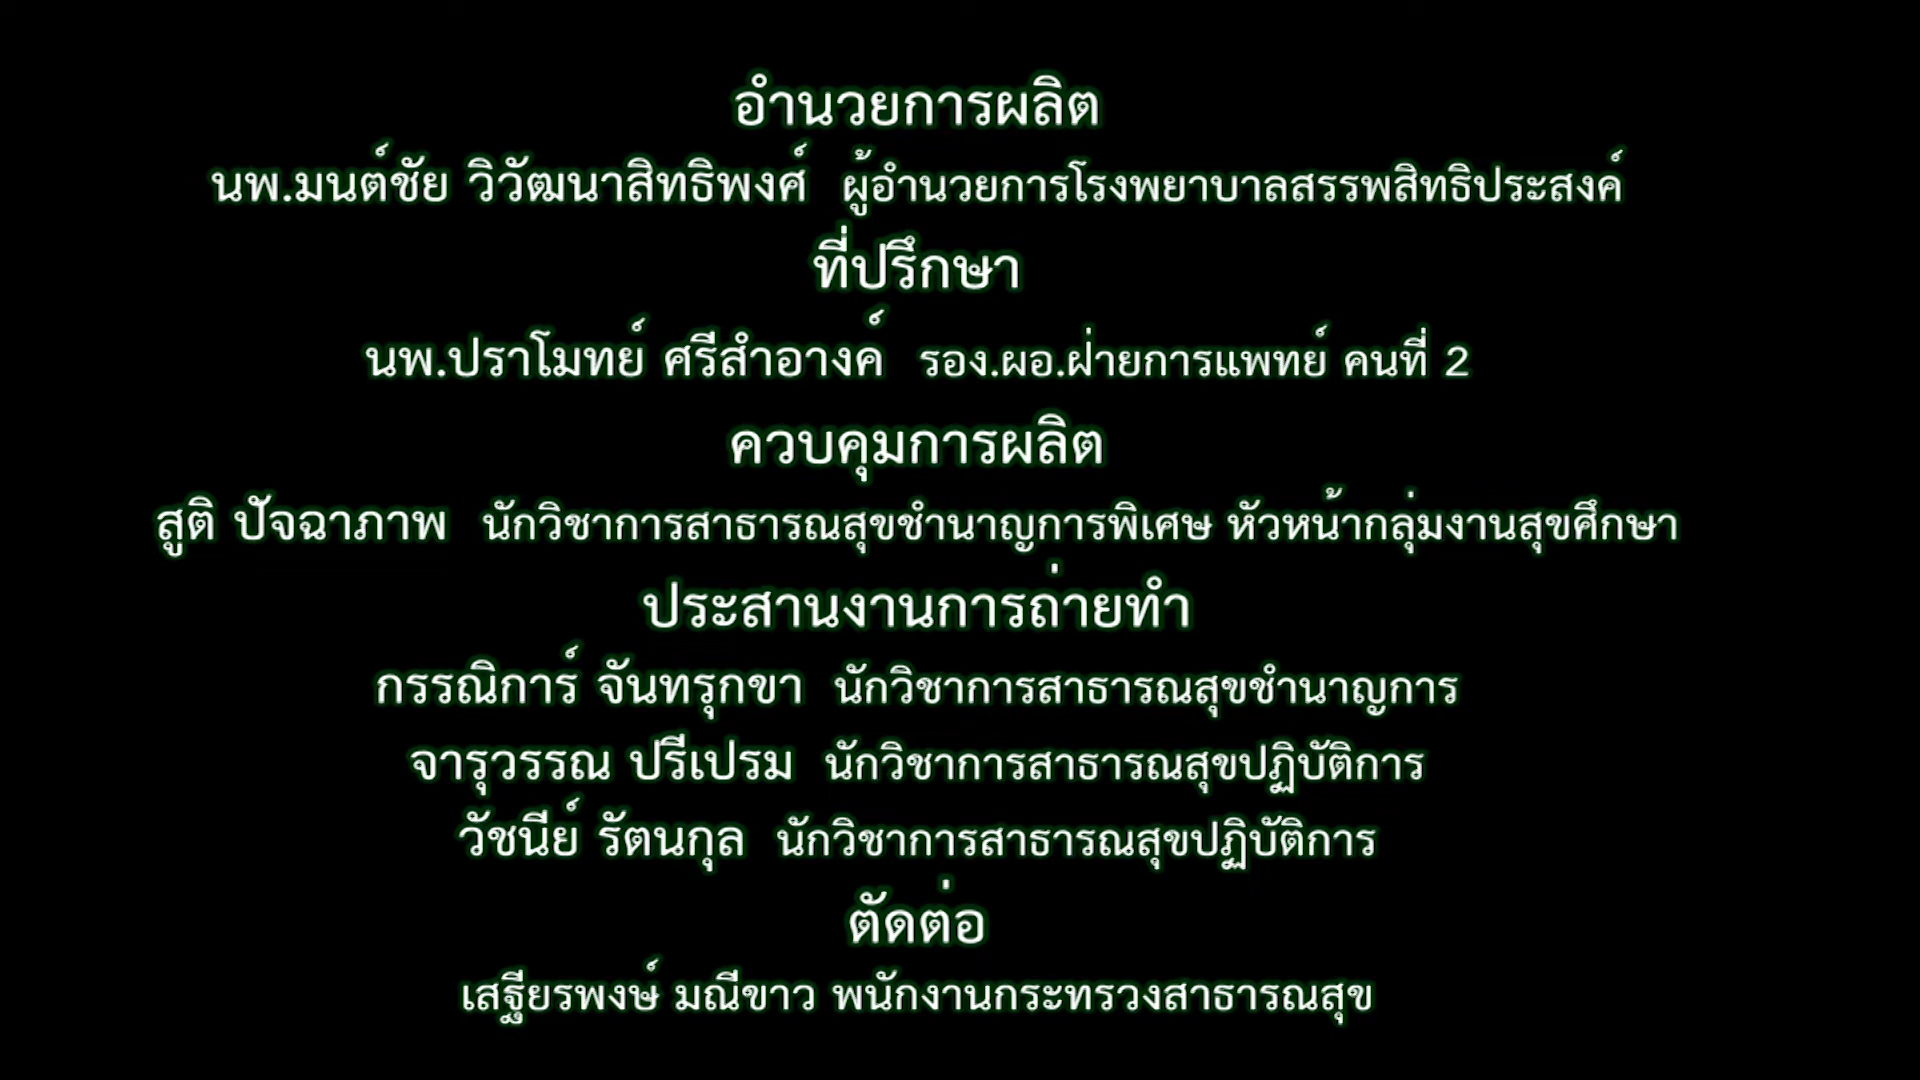 อำนวยการผลิต
นพ.มนต์ชัย วิวัฒนาสิทธิพงศ์ ผู้อำนวยการโรงพยาบาลสรรพสิทธิประสงค์
ที่ปรึกษา
นพ.ปราโมทย์ ศรีสำอางค์ รอง.ผอ.ฝ่ายการแพทย์ คนที่ 2
ควบคุมการผลิต
สูติ ปัจฉาภาพ นักวิชาการสาธารณสุขชำนาญการพิเศษ หัวหน้ากลุ่มงานสุขศึกษา
ประสานงานการถ่ายทำ
กรรณิการ์ จันทรุกขา นักวิชาการสาธารณสุขชำนาญการ
จารุวรรณ ปรีเปรม นักวิชาการสาธารณสุขปฏิบัติการ
วัชนีย์ รัตนกุล นักวิชาการสาธารณสุขปฏิบัติการ
ตัดต่อ
เสฐียรพงษ์ มณีขาว พนักงานกระทรวงสาธารณสุข